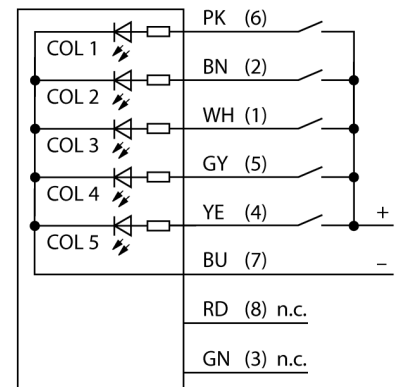 PK (6)
COL 1
BN (2)
COL 2
WH (1)
COL 3
GY (5)
COL 4
YE (4)
+
COL 5
BU (7)
–
RD (8) n.c.
GN (3) n.c.